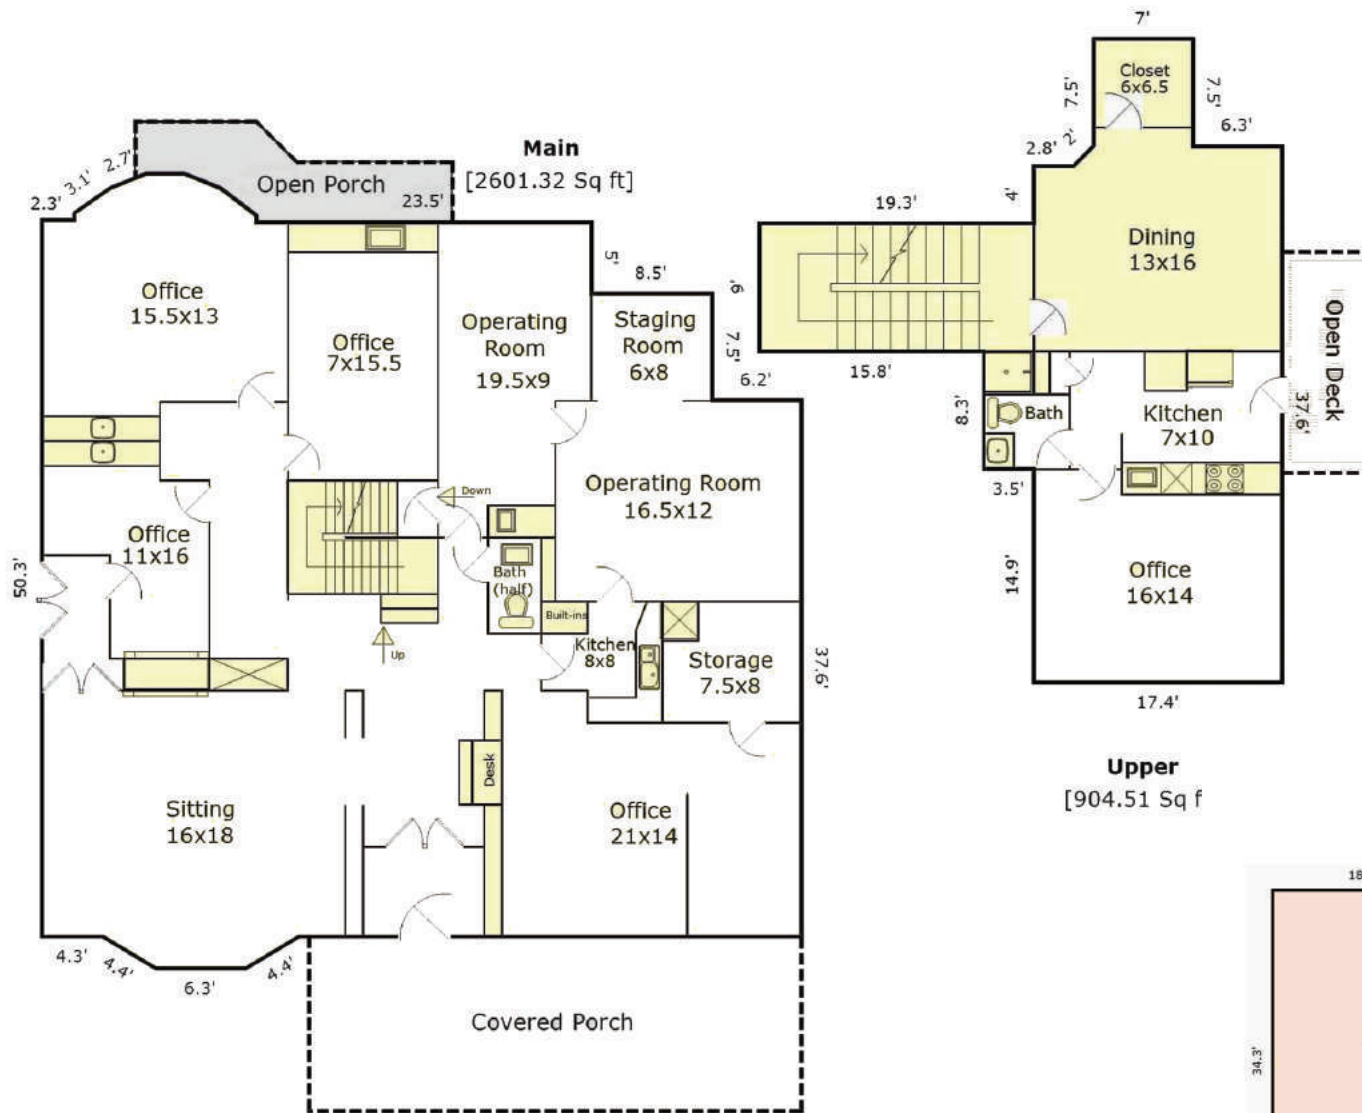 7'
Closet
6x6.5
7.5'
7.5'
6.3'
2'
2.8'
4'
Main
[2601.32 Sq ft]
2.7'
3.1'
2.3'
Open Porch
23.5'
19.3'
Dining
13x16
5'
8.5'
6'
7.5'
15.8'
6.2'
Office
15.5x13
Office
7x15.5
Operating
Room
19.5x9
Staging
Room
6x8
Open Deck
37.6'
8.3'
Bath
Kitchen
7x10
3.5'
Down
Operating Room
16.5x12
Office
11x16
50.3'
Bath
(half)
Built-ins
14.9'
Office
16x14
Up
Kitchen
8x8
Storage
7.5x8
37.6'
17.4'
Upper
[904.51 Sq f
Desk
Sitting
16x18
Office
21x14
4.3'
4.4'
6.3'
4.4'
Covered Porch
18
34.3'